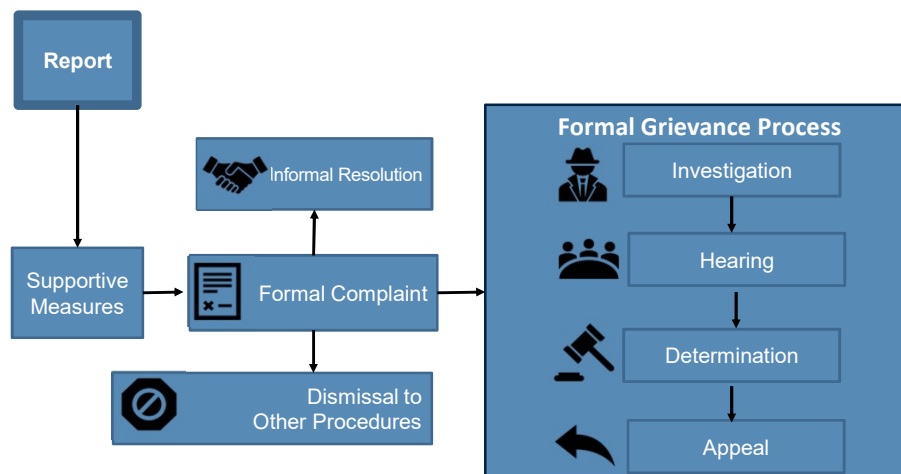 Report
Supportive
Measures
Informal Resolution
Formal Complaint
Dismissal to
Other Procedures
Formal Grievance Process
Investigation
Hearing
Determination
Appeal